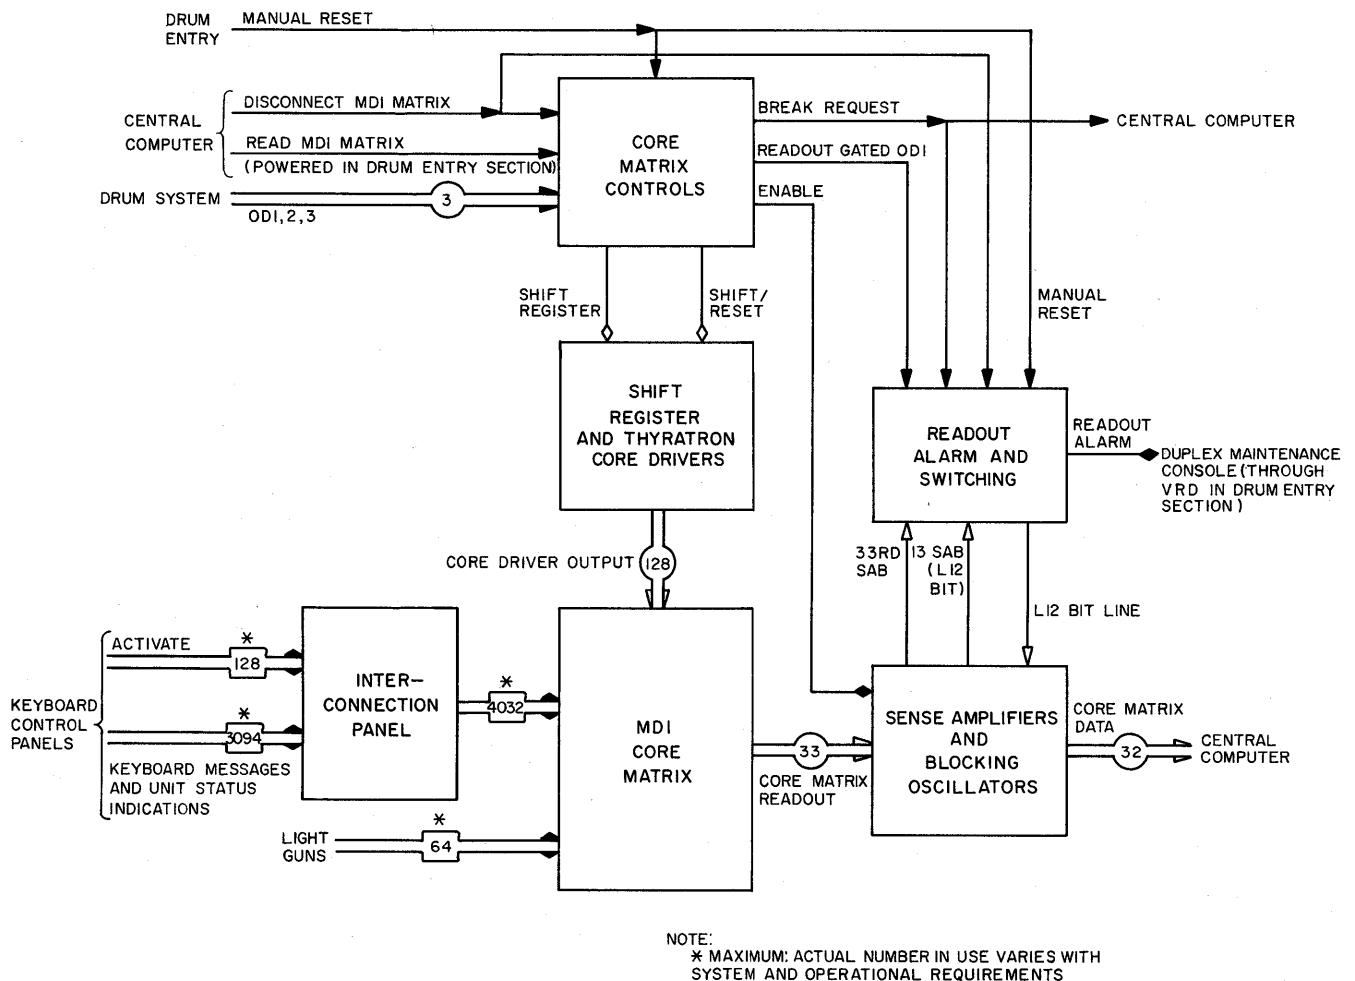 DRUM
ENTRY
MANUAL RESET
CENTRAL
COMPUTER
DISCONNECT MDI MATRIX
READ MDI MATRIX
(POWERED IN DRUM ENTRY SECTION)
DRUM SYSTEM
3
OD1,2,3
CORE
MATRIX
CONTROLS
BREAK REQUEST
CENTRAL COMPUTER
READOUT GATED OD1
ENABLE
SHIFT
REGISTER
SHIFT/
RESET
MANUAL
RESET
SHIFT
REGISTER
AND THYRATRON
CORE DRIVERS
READOUT
ALARM AND
SWITCHING
READOUT
ALARM
DUPLEX MAINTENANCE
CONSOLE (THROUGH
VRD IN DRUM ENTRY
SECTION)
CORE DRIVER OUTPUT
128
33RD
SAB
13 SAB
(L12
BIT)
L12 BIT LINE
KEYBOARD
CONTROL
PANELS
ACTIVATE
*
128
*
3094
KEYBOARD MESSAGES
AND UNIT STATUS
INDICATIONS
INTER-
CONNECTION
PANEL
*
4032
LIGHT
GUNS
*
64
MDI
CORE
MATRIX
33
CORE MATRIX
READOUT
SENSE AMPLIFIERS
AND
BLOCKING
OSCILLATORS
CORE MATRIX
DATA
32
CENTRAL
COMPUTER
NOTE:
* MAXIMUM: ACTUAL NUMBER IN USE VARIES WITH
SYSTEM AND OPERATIONAL REQUIREMENTS